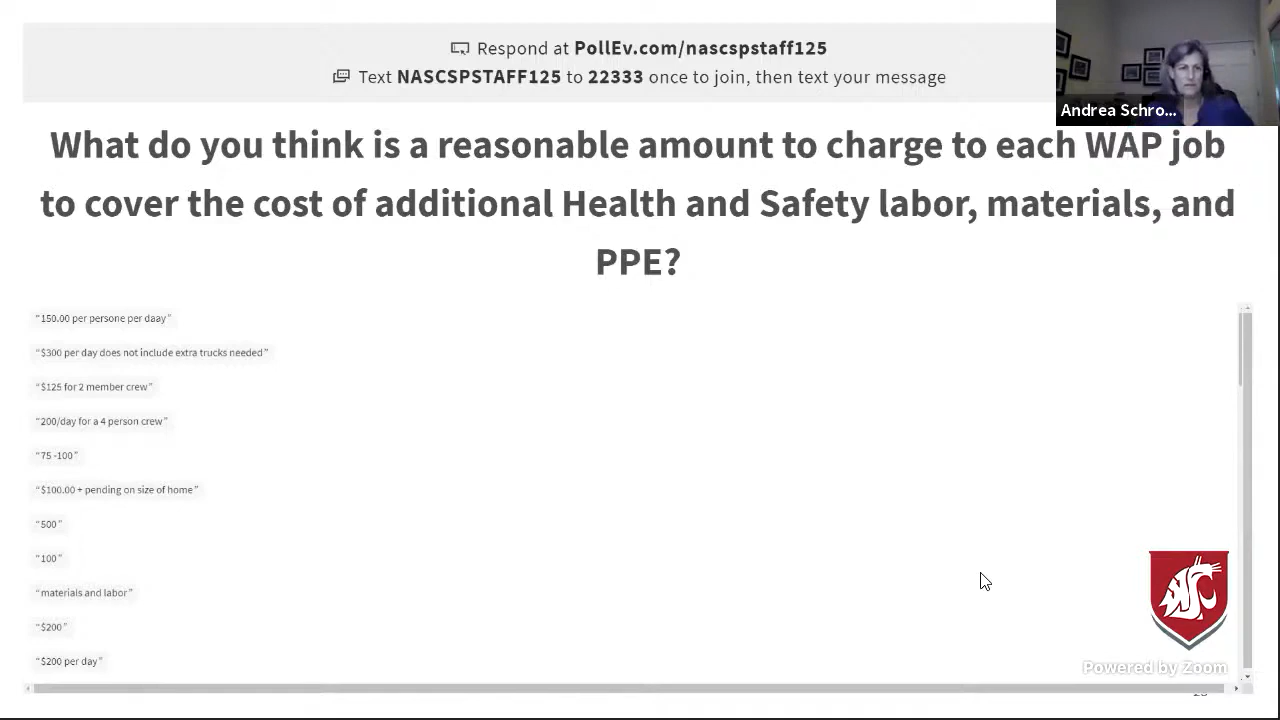 Respond at PollEv.com/nascspstaff125
Text NASCSPSTAFF125 to 22333 once to join, then text your message
Andrea Schro...
What do you think is a reasonable amount to charge to each WAP job
to cover the cost of additional Health and Safety labor, materials, and
PPE?
“150.00 per persone per daay”
“$300 per day does not include extra trucks needed”
“$125 for 2 member crew”
“200/day for a 4 person crew”
“75 -100”
“$100.00 + pending on size of home”
“500”
“100”
“materials and labor”
“$200”
“$200 per day”
Powered by Zoom